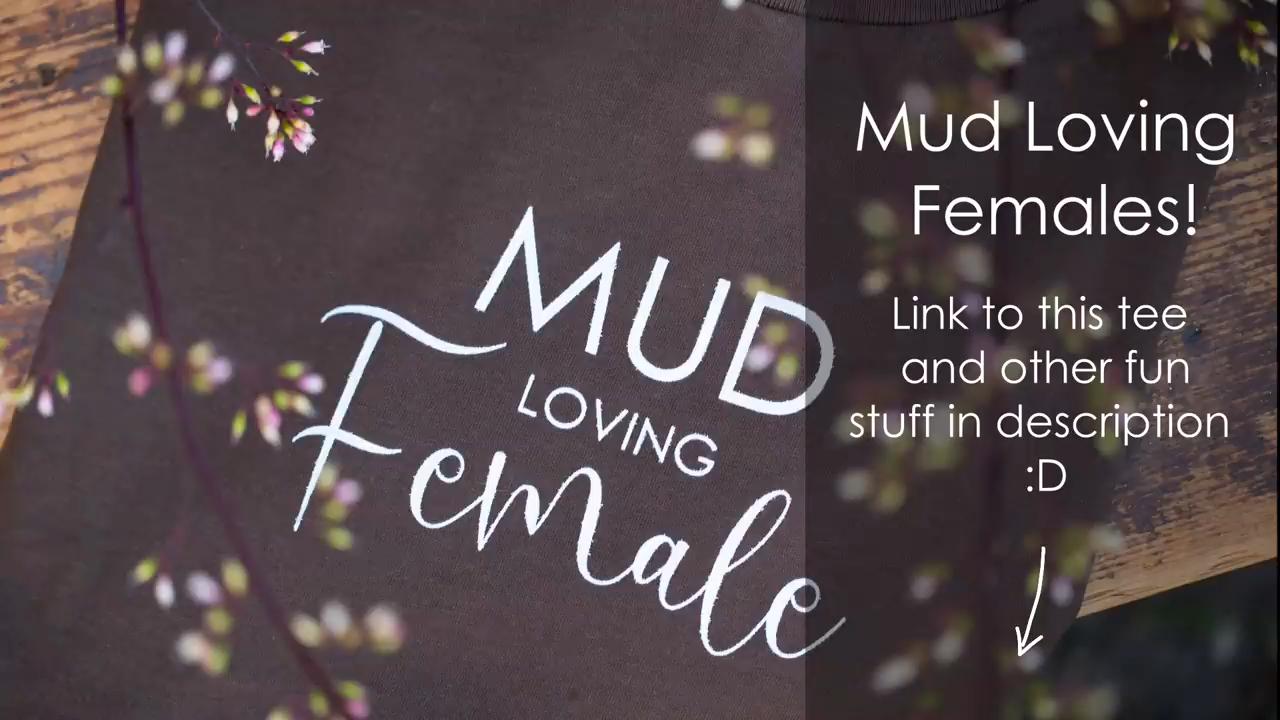 MUD
LOVING
Female
Mud Loving
Females!
Link to this tee
and other fun
stuff in description
:D